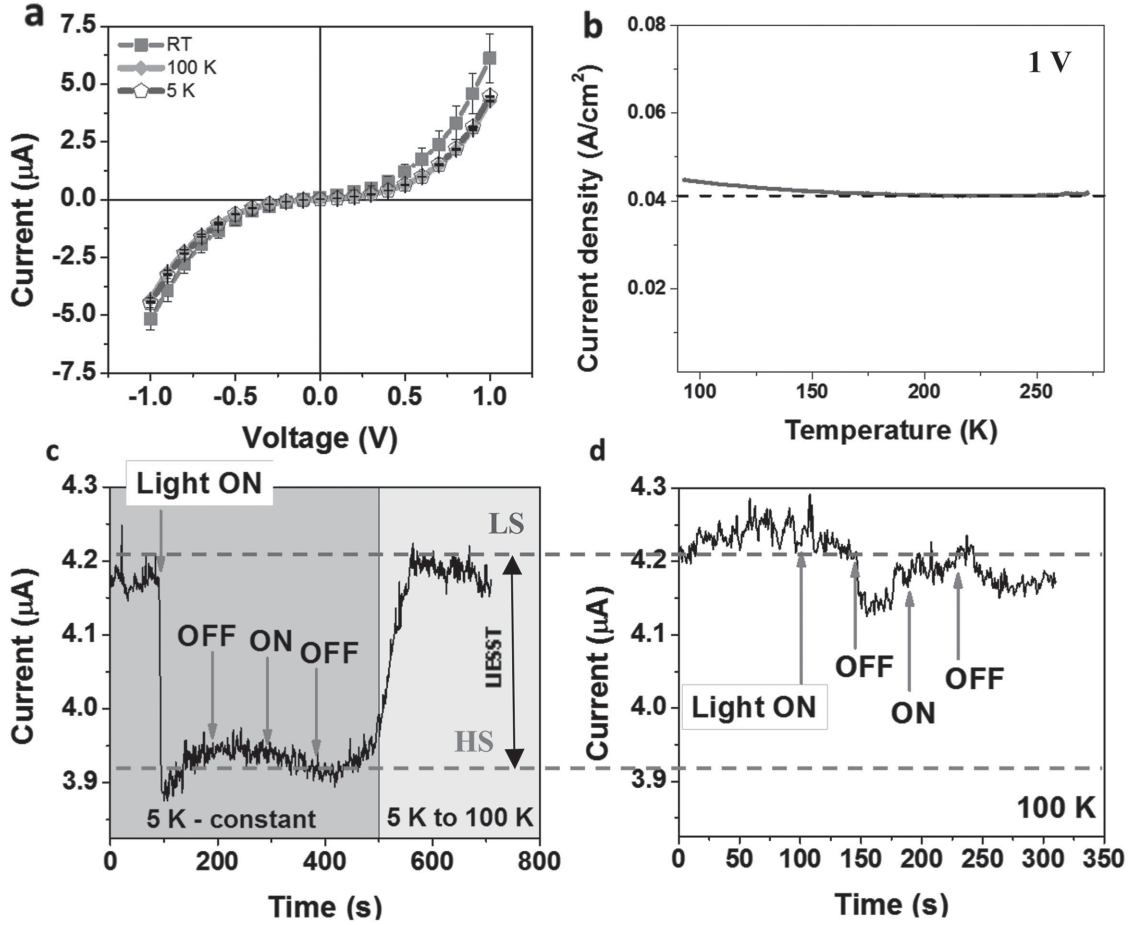 a
7.5
5.0
2.5
0.0
-2.5
-5.0
-7.5
Current (μA)
RT
100 K
5 K
-1.0 -0.5 0.0 0.5 1.0
Voltage (V)
b
0.08
0.06
0.04
0.02
Current density (A/cm²)
1 V
100 150 200 250
Temperature (K)
c
Light ON
4.3
4.2
4.1
4.0
3.9
Current (μA)
LS
OFF
ON
OFF
LIESST
HS
5 K - constant
5 K to 100 K
0 200 400 600 800
Time (s)
d
4.3
4.2
4.1
4.0
3.9
Current (μA)
Light ON
OFF
ON
OFF
100 K
0 50 100 150 200 250 300 350
Time (s)